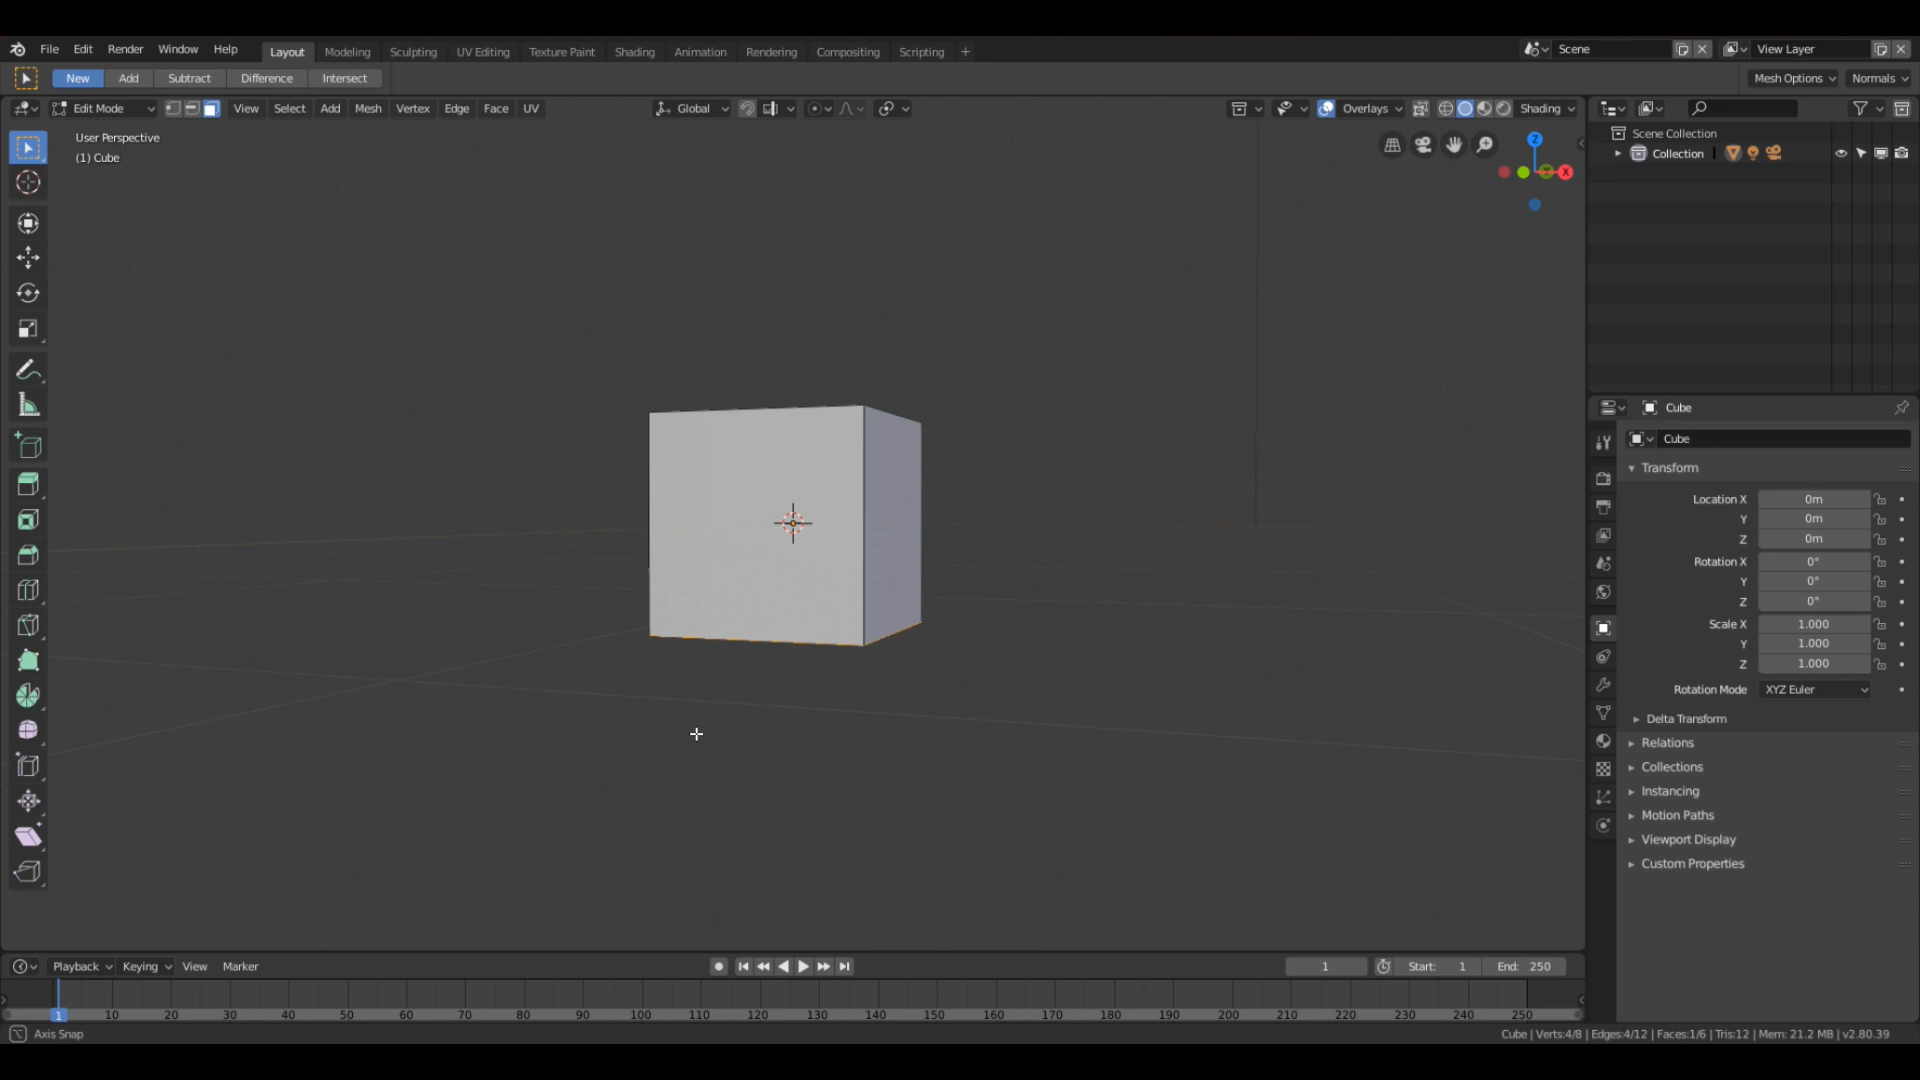 File Edit Render Window Help Layout Modeling Sculpting UV Editing Texture Paint Shading Animation Rendering Compositing Scripting + Scene View Layer
New Add Subtract Difference Intersect Mesh Options Normals
Edit Mode View Select Add Mesh Vertex Edge Face UV Global Overlays Shading
User Perspective
(1) Cube
Z
X
Scene Collection
Collection
Cube
Cube
Transform
Location X 0m
Y 0m
Z 0m
Rotation X 0°
Y 0°
Z 0°
Scale X 1.000
Y 1.000
Z 1.000
Rotation Mode XYZ Euler
Delta Transform
Relations
Collections
Instancing
Motion Paths
Viewport Display
Custom Properties
Playback Keying View Marker 1 Start: 1 End: 250
1 10 20 30 40 50 60 70 80 90 100 110 120 130 140 150 160 170 180 190 200 210 220 230 240 250
Axis Snap Cube | Verts:4/8 | Edges:4/12 | Faces:1/6 | Tris:12 | Mem: 21.2 MB | v2.80.39